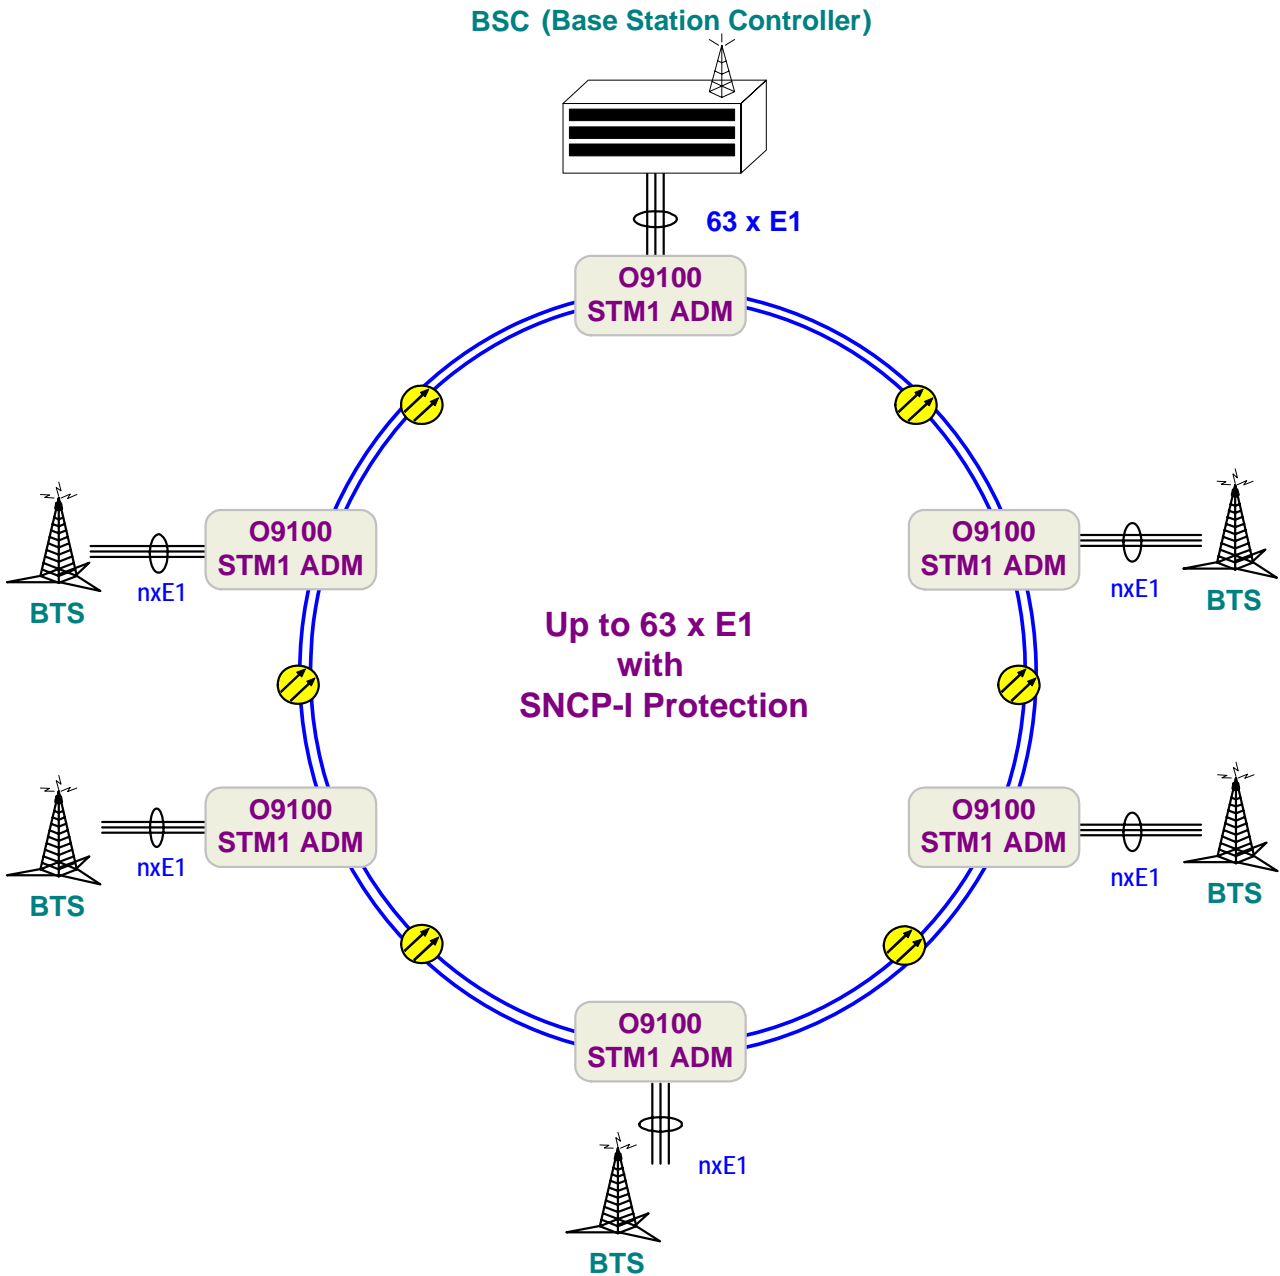 BSC (Base Station Controller)
63 x E1
O9100
STM1 ADM
O9100
STM1 ADM
nxE1
BTS
O9100
STM1 ADM
nxE1
BTS
Up to 63 x E1
with
SNCP-I Protection
O9100
STM1 ADM
nxE1
BTS
O9100
STM1 ADM
nxE1
BTS
O9100
STM1 ADM
nxE1
BTS